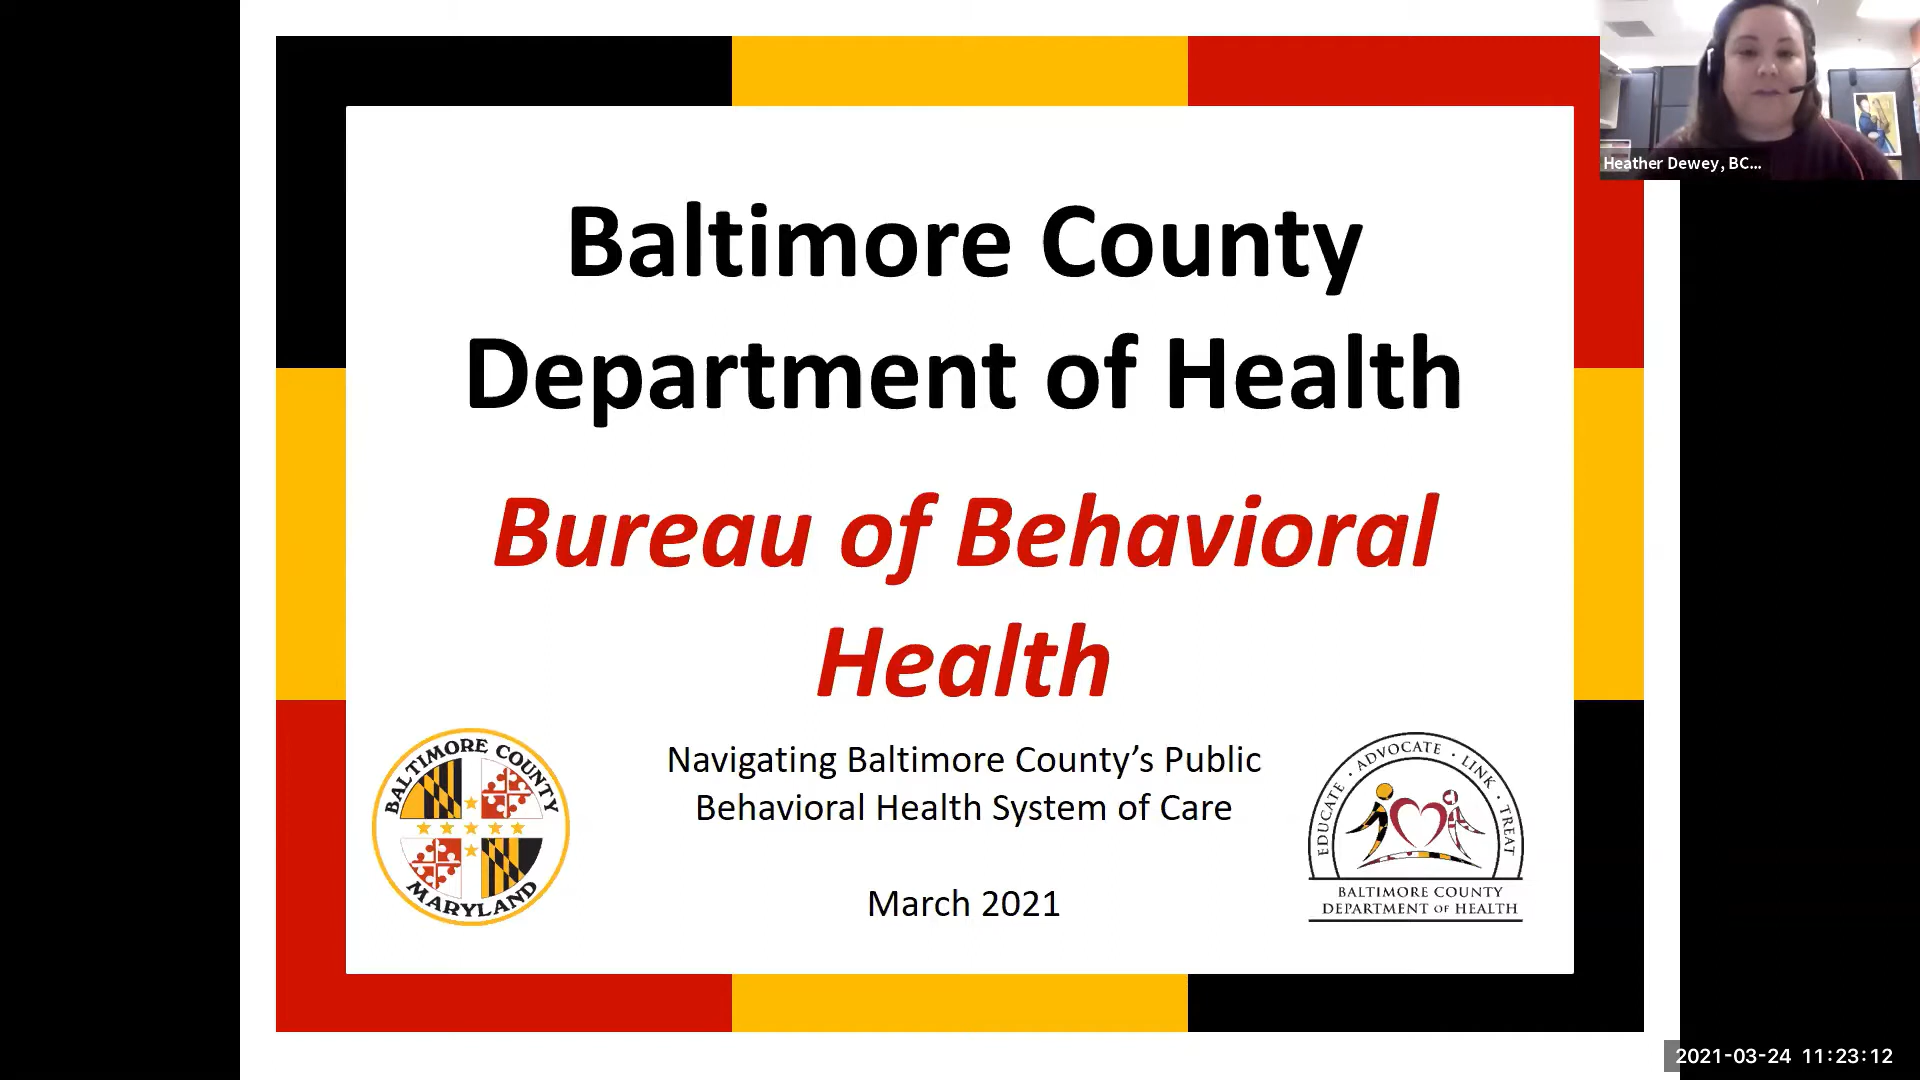 Heather Dewey, BC...
Baltimore County
Department of Health
Bureau of Behavioral
Health
Navigating Baltimore County’s Public
Behavioral Health System of Care
March 2021
BALTIMORE COUNTY
MARYLAND
EDUCATE · ADVOCATE · LINK · TREAT
BALTIMORE COUNTY
DEPARTMENT OF HEALTH
2021-03-24 11:23:12